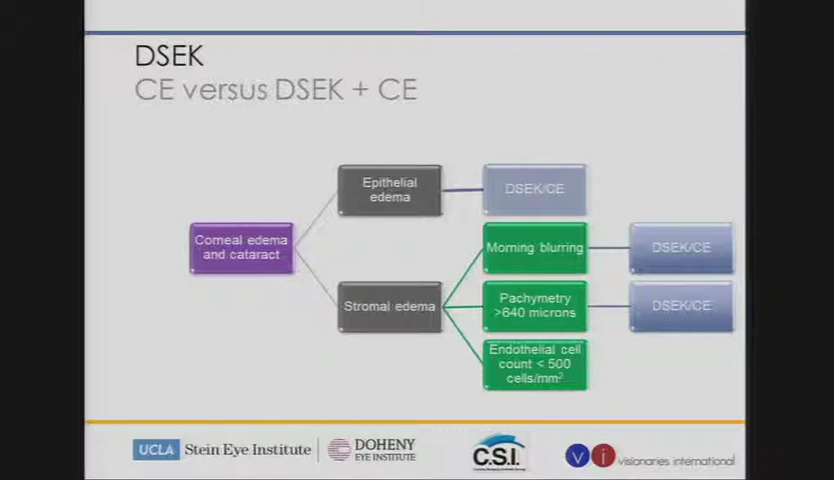 DSEK
CE versus DSEK + CE
Epithelial
edema
DSEK/CE
Corneal edema
and cataract
Morning blurring
DSEK/CE
Stromal edema
Pachymetry
>640 microns
DSEK/CE
Endothelial cell
count < 500
cells/mm²
UCLA Stein Eye Institute
DOHENY
EYE INSTITUTE
C.S.I.
vi visionaries international